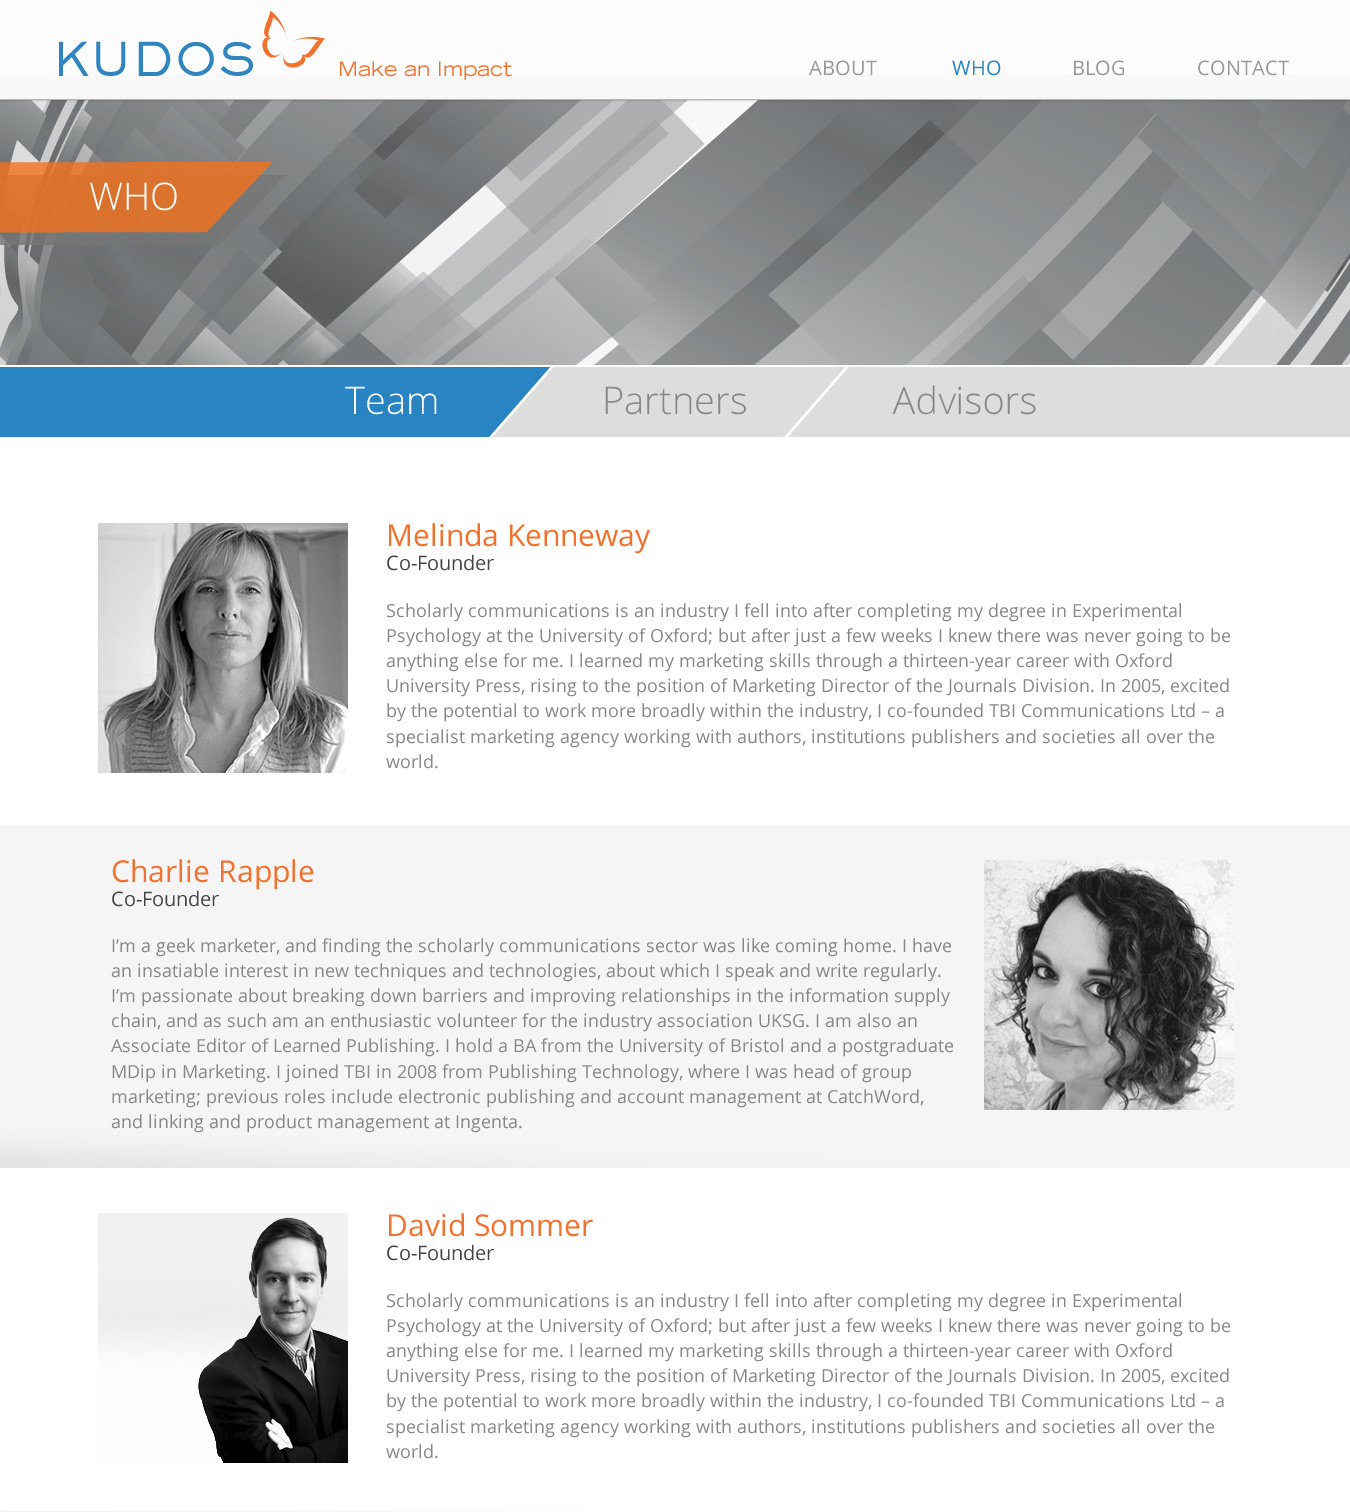 KUDOS
Make an Impact
ABOUT WHO BLOG CONTACT
WHO
Team Partners Advisors
Melinda Kenneway
Co-Founder
Scholarly communications is an industry I fell into after completing my degree in Experimental
Psychology at the University of Oxford; but after just a few weeks I knew there was never going to be
anything else for me. I learned my marketing skills through a thirteen-year career with Oxford
University Press, rising to the position of Marketing Director of the Journals Division. In 2005, excited
by the potential to work more broadly within the industry, I co-founded TBI Communications Ltd – a
specialist marketing agency working with authors, institutions publishers and societies all over the
world.
Charlie Rapple
Co-Founder
I’m a geek marketer, and finding the scholarly communications sector was like coming home. I have
an insatiable interest in new techniques and technologies, about which I speak and write regularly.
I’m passionate about breaking down barriers and improving relationships in the information supply
chain, and as such am an enthusiastic volunteer for the industry association UKSG. I am also an
Associate Editor of Learned Publishing. I hold a BA from the University of Bristol and a postgraduate
MDip in Marketing. I joined TBI in 2008 from Publishing Technology, where I was head of group
marketing; previous roles include electronic publishing and account management at CatchWord,
and linking and product management at Ingenta.
David Sommer
Co-Founder
Scholarly communications is an industry I fell into after completing my degree in Experimental
Psychology at the University of Oxford; but after just a few weeks I knew there was never going to be
anything else for me. I learned my marketing skills through a thirteen-year career with Oxford
University Press, rising to the position of Marketing Director of the Journals Division. In 2005, excited
by the potential to work more broadly within the industry, I co-founded TBI Communications Ltd – a
specialist marketing agency working with authors, institutions publishers and societies all over the
world.